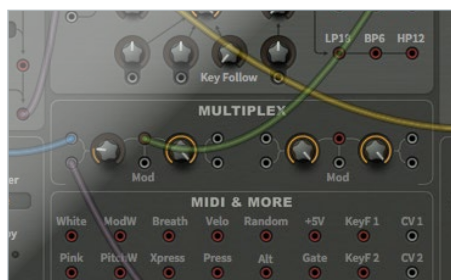 LP18 BP6 HP12
Key Follow
MULTIPLEX
Mod Mod
MIDI & MORE
White ModW Breath Velo Random +5V KeyF 1 CV 1
Pink PitchW Xpress Press Alt Gate KeyF 2 CV 2